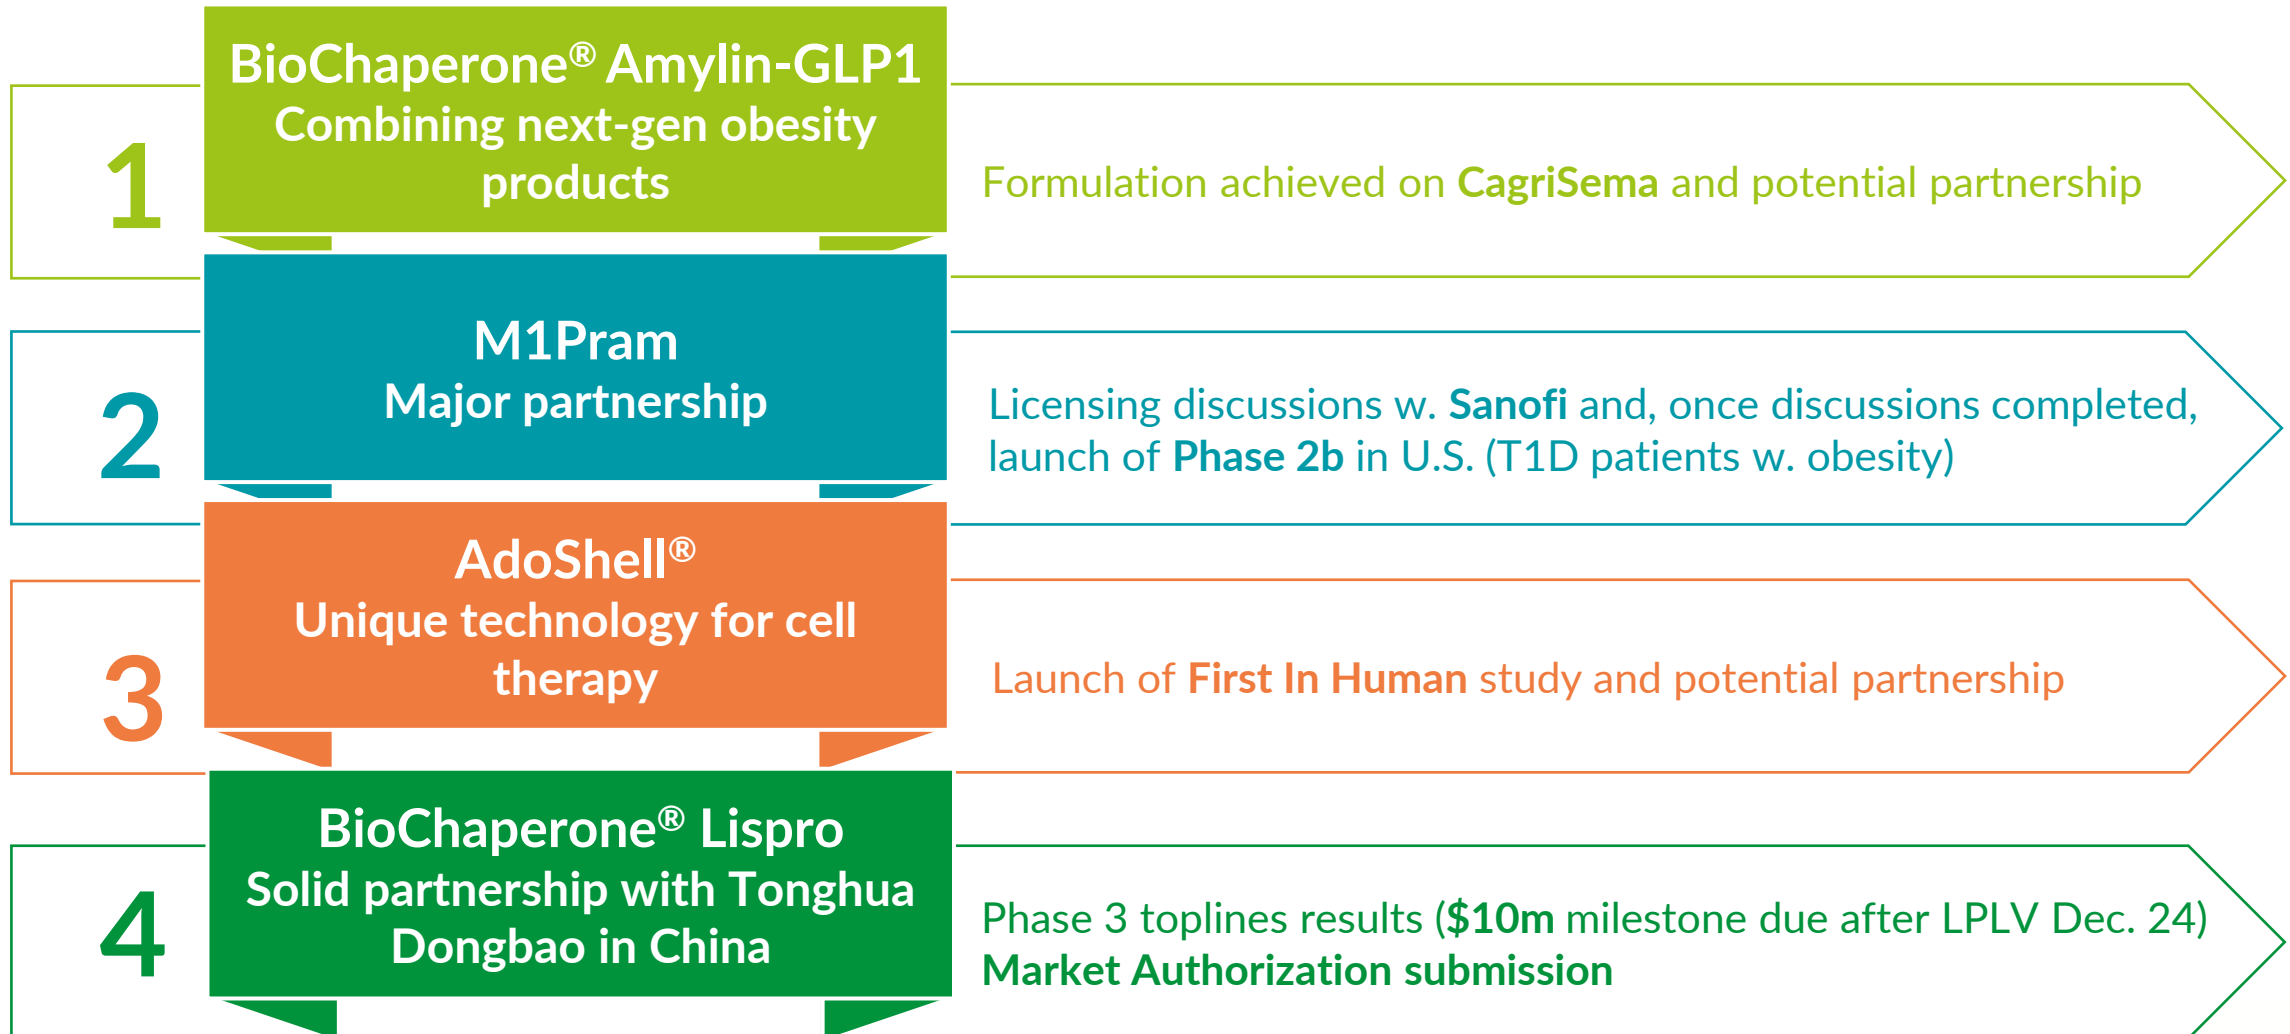 1
BioChaperone® Amylin-GLP1
Combining next-gen obesity
products
Formulation achieved on CagriSema and potential partnership
2
M1Pram
Major partnership
Licensing discussions w. Sanofi and, once discussions completed,
launch of Phase 2b in U.S. (T1D patients w. obesity)
3
AdoShell®
Unique technology for cell
therapy
Launch of First In Human study and potential partnership
4
BioChaperone® Lispro
Solid partnership with Tonghua
Dongbao in China
Phase 3 toplines results ($10m milestone due after LPLV Dec. 24)
Market Authorization submission